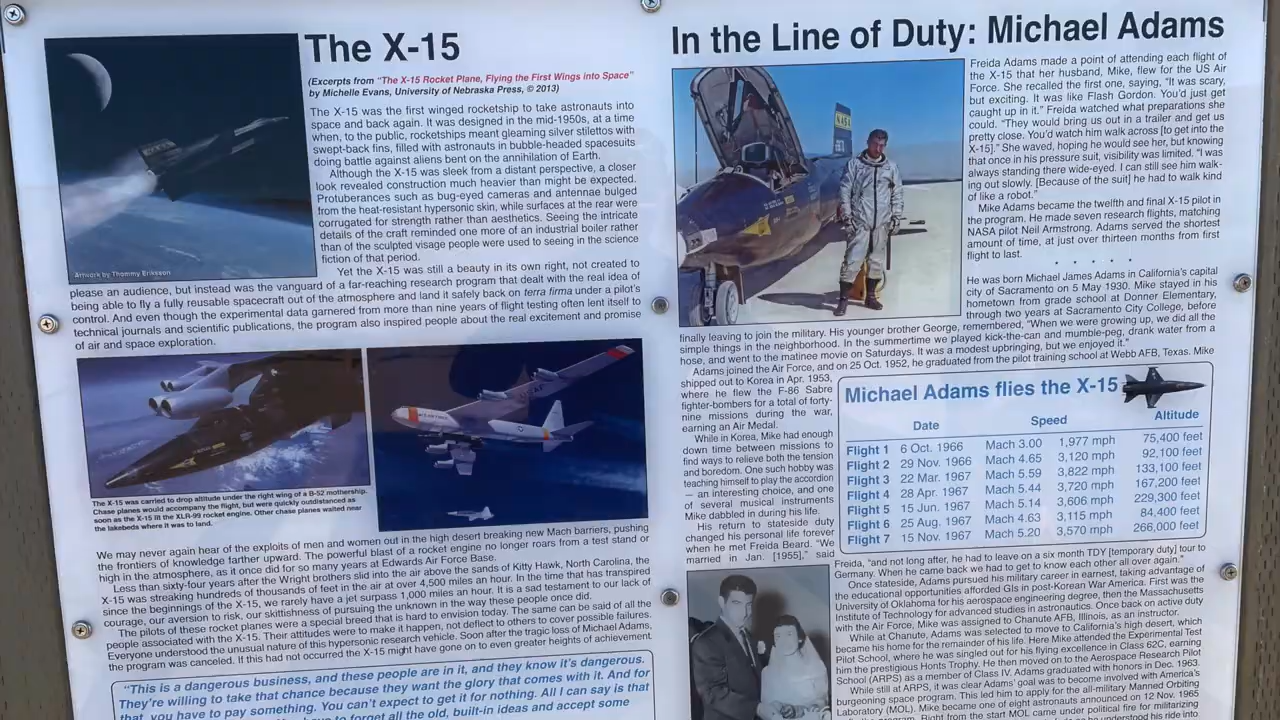 The X-15
(Excerpts from "The X-15 Rocket Plane, Flying the First Wings into Space"
by Michelle Evans, University of Nebraska Press, © 2013)
The X-15 was the first winged rocketship to take astronauts into
space and back again. It was designed in the mid-1950s, at a time
when, to the public, rocketships meant gleaming silver stilettos with
swept-back fins, filled with astronauts in bubble-headed spacesuits
doing battle against aliens bent on the annihilation of Earth.
Although the X-15 was sleek from a distant perspective, a closer
look revealed construction much heavier than might be expected.
Protuberances such as bug-eyed cameras and antennae bulged
from the heat-resistant hypersonic skin, while surfaces at the rear were
corrugated for strength rather than aesthetics. Seeing the intricate
details of the craft reminded one more of an industrial boiler rather
than of the sculpted visage people were used to seeing in the science
fiction of that period.
Artwork by Thommy Eriksson
Yet the X-15 was still a beauty in its own right, not created to
please an audience, but instead was the vanguard of a far-reaching research program that dealt with the real idea of
being able to fly a fully reusable spacecraft out of the atmosphere and land it safely back on terra firma under a pilot's
control. And even though the experimental data garnered from more than nine years of flight testing often lent itself to
technical journals and scientific publications, the program also inspired people about the real excitement and promise
of air and space exploration.
The X-15 was carried to drop altitude under the right wing of a B-52 mothership.
Chase planes would accompany the flight, but were quickly outdistanced as
soon as the X-15 lit the XLR-99 rocket engine. Other chase planes waited near
the lakebeds where it was to land.
We may never again hear of the exploits of men and women out in the high desert breaking new Mach barriers, pushing
the frontiers of knowledge farther upward. The powerful blast of a rocket engine no longer roars from a test stand or
high in the atmosphere, as it once did for so many years at Edwards Air Force Base.
Less than sixty-four years after the Wright brothers slid into the air above the sands of Kitty Hawk, North Carolina, the
X-15 was streaking hundreds of thousands of feet in the air at over 4,500 miles an hour. In the time that has transpired
since the beginnings of the X-15, we rarely have a jet surpass 1,000 miles an hour. It is a sad testament to our lack of
courage, our aversion to risk, our skittishness of pursuing the unknown in the way these people once did.
The pilots of these rocket planes were a special breed that is hard to envision today. The same can be said of all the
people associated with the X-15. Their attitudes were to make it happen, not deflect to others to cover possible failures.
Everyone understood the unusual nature of this hypersonic research vehicle. Soon after the tragic loss of Michael Adams,
the program was canceled. If this had not occurred the X-15 might have gone on to even greater heights of achievement.
"This is a dangerous business, and these people are in it, and they know it's dangerous.
They're willing to take that chance because they want the glory that comes with it. And for
that, you have to pay something. You can't expect to get it for nothing. All I can say is that
to forget all the old, built-in ideas and accept some
In the Line of Duty: Michael Adams
Freida Adams made a point of attending each flight of
the X-15 that her husband, Mike, flew for the US Air
Force. She recalled the first one, saying, "It was scary,
but exciting. It was like Flash Gordon. You'd just get
caught up in it." Freida watched what preparations she
could. "They would bring us out in a trailer and get us
pretty close. You'd watch him walk across [to get into the
X-15]." She waved, hoping he would see her, but knowing
that once in his pressure suit, visibility was limited. "I was
always standing there wide-eyed. I can still see him walk-
ing out slowly. [Because of the suit] he had to walk kind
of like a robot."
Mike Adams became the twelfth and final X-15 pilot in
the program. He made seven research flights, matching
NASA pilot Neil Armstrong. Adams served the shortest
amount of time, at just over thirteen months from first
flight to last.
. . . . .
He was born Michael James Adams in California's capital
city of Sacramento on 5 May 1930. Mike stayed in his
hometown from grade school at Donner Elementary,
through two years at Sacramento City College, before
finally leaving to join the military. His younger brother George, remembered, "When we were growing up, we did all the
simple things in the neighborhood. In the summertime we played kick-the-can and mumble-peg, drank water from a
hose, and went to the matinee movie on Saturdays. It was a modest upbringing, but we enjoyed it."
Adams joined the Air Force, and on 25 Oct. 1952, he graduated from the pilot training school at Webb AFB, Texas. Mike
shipped out to Korea in Apr. 1953,
where he flew the F-86 Sabre
fighter-bombers for a total of forty-
nine missions during the war,
earning an Air Medal.
While in Korea, Mike had enough
down time between missions to
find ways to relieve both the tension
and boredom. One such hobby was
teaching himself to play the accordion
— an interesting choice, and one
of several musical instruments
Mike dabbled in during his life.
His return to stateside duty
changed his personal life forever
when he met Freida Beard. "We
married in Jan. [1955]," said
Michael Adams flies the X-15
Date Speed Altitude
Flight 1 6 Oct. 1966 Mach 3.00 1,977 mph 75,400 feet
Flight 2 29 Nov. 1966 Mach 4.65 3,120 mph 92,100 feet
Flight 3 22 Mar. 1967 Mach 5.59 3,822 mph 133,100 feet
Flight 4 28 Apr. 1967 Mach 5.44 3,720 mph 167,200 feet
Flight 5 15 Jun. 1967 Mach 5.14 3,606 mph 229,300 feet
Flight 6 25 Aug. 1967 Mach 4.63 3,115 mph 84,400 feet
Flight 7 15 Nov. 1967 Mach 5.20 3,570 mph 266,000 feet
Freida, "and not long after, he had to leave on a six month TDY [temporary duty] tour to
Germany. When he came back we had to get to know each other all over again."
Once stateside, Adams pursued his military career in earnest, taking advantage of
the educational opportunities afforded GIs in post-Korean War America. First was the
University of Oklahoma for his aerospace engineering degree, then the Massachusetts
Institute of Technology for advanced studies in astronautics. Once back on active duty
with the Air Force, Mike was assigned to Chanute AFB, Illinois, as an instructor.
While at Chanute, Adams was selected to move to California's high desert, which
became his home for the remainder of his life. Here Mike attended the Experimental Test
Pilot School, where he was singled out for his flying excellence in Class 62C, earning
him the prestigious Honts Trophy. He then moved on to the Aerospace Research Pilot
School (ARPS) as a member of Class IV. Adams graduated with honors in Dec. 1963.
While still at ARPS, it was clear Adams' goal was to become involved with America's
burgeoning space program. This led him to apply for the all-military Manned Orbiting
Laboratory (MOL). Mike became one of eight astronauts announced on 12 Nov. 1965
program. Right from the start MOL came under political fire for militarizing
understood his ride into